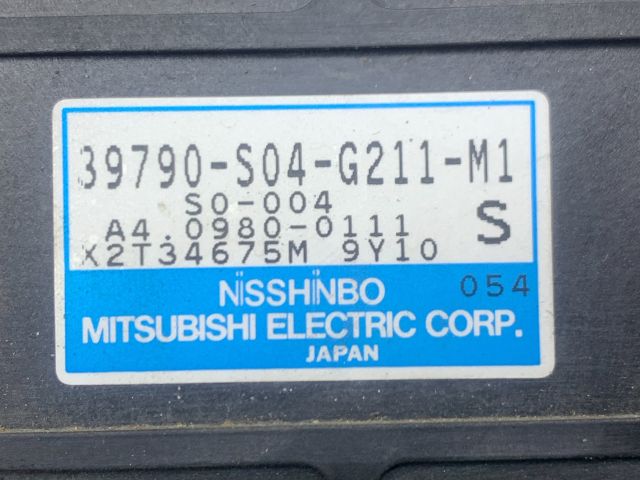 39790-S04-G211-M1
S0-004
A4.0980-0111 S
X2T34675M 9Y10
NISSHINBO 054
MITSUBISHI ELECTRIC CORP.
JAPAN